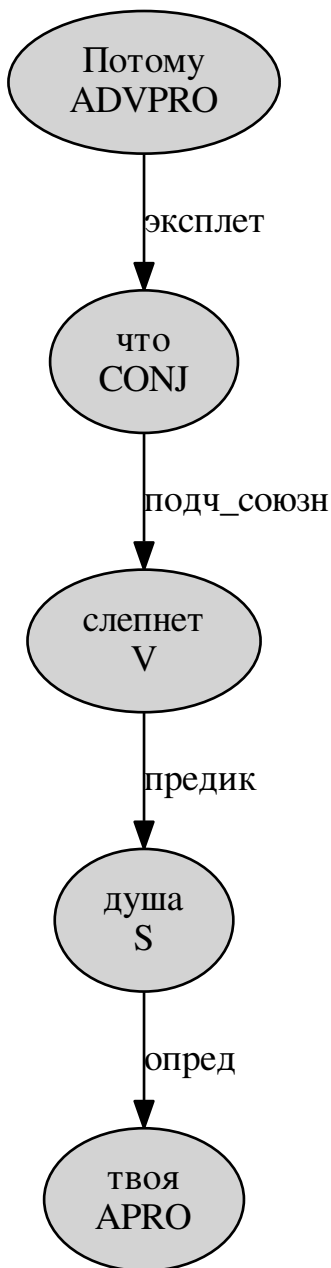 Потому
ADVPRO
эксплет
что
CONJ
подч_союзн
слепнет
V
предик
душа
S
опред
твоя
APRO